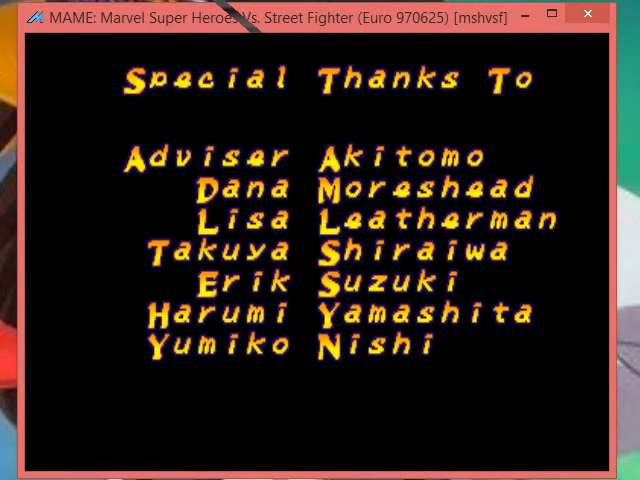 MAME: Marvel Super Heroes Vs. Street Fighter (Euro 970625) [mshvsf]
Special Thanks To
Adviser Akitomo
Dana Moreshead
Lisa Leatherman
Takuya Shiraiwa
Erik Suzuki
Harumi Yamashita
Yumiko Nishi